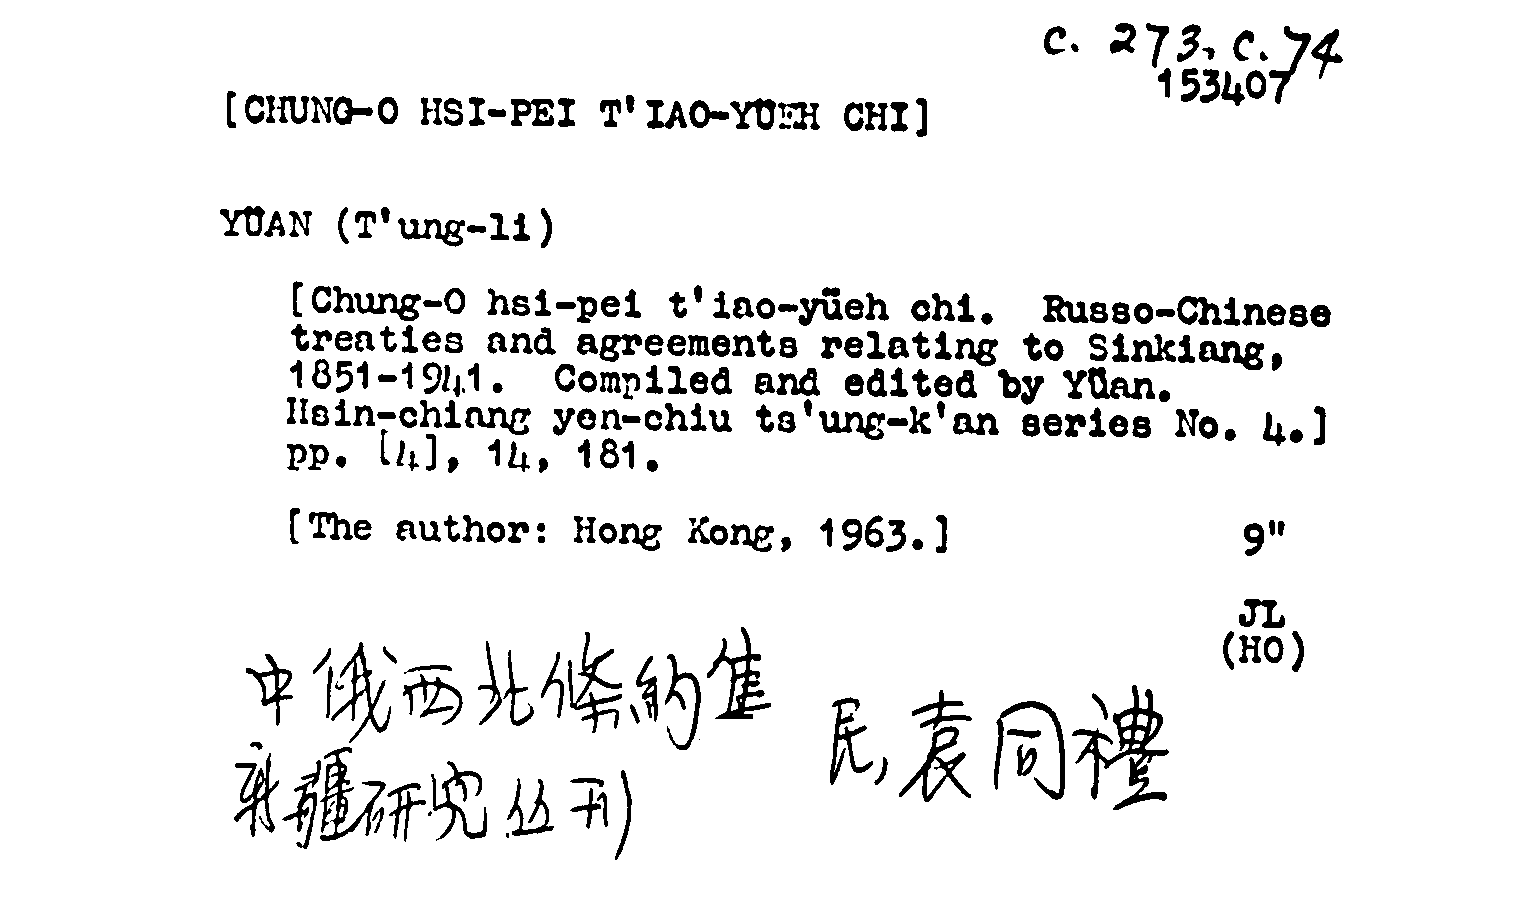 c. 273, c. 74
153407
[CHUNG-O HSI-PEI T'IAO-YÜEH CHI]
YÜAN (T'ung-li)
[Chung-O hsi-pei t'iao-yüeh chi. Russo-Chinese
treaties and agreements relating to Sinkiang,
1851-1941. Compiled and edited by Yüan.
Hsin-chiang yen-chiu ts'ung-k'an series No. 4.]
pp. [4], 14, 181.
[The author: Hong Kong, 1963.] 9"
JL
(HO)
中俄西北條約集
民, 袁同禮
新疆研究丛刊)